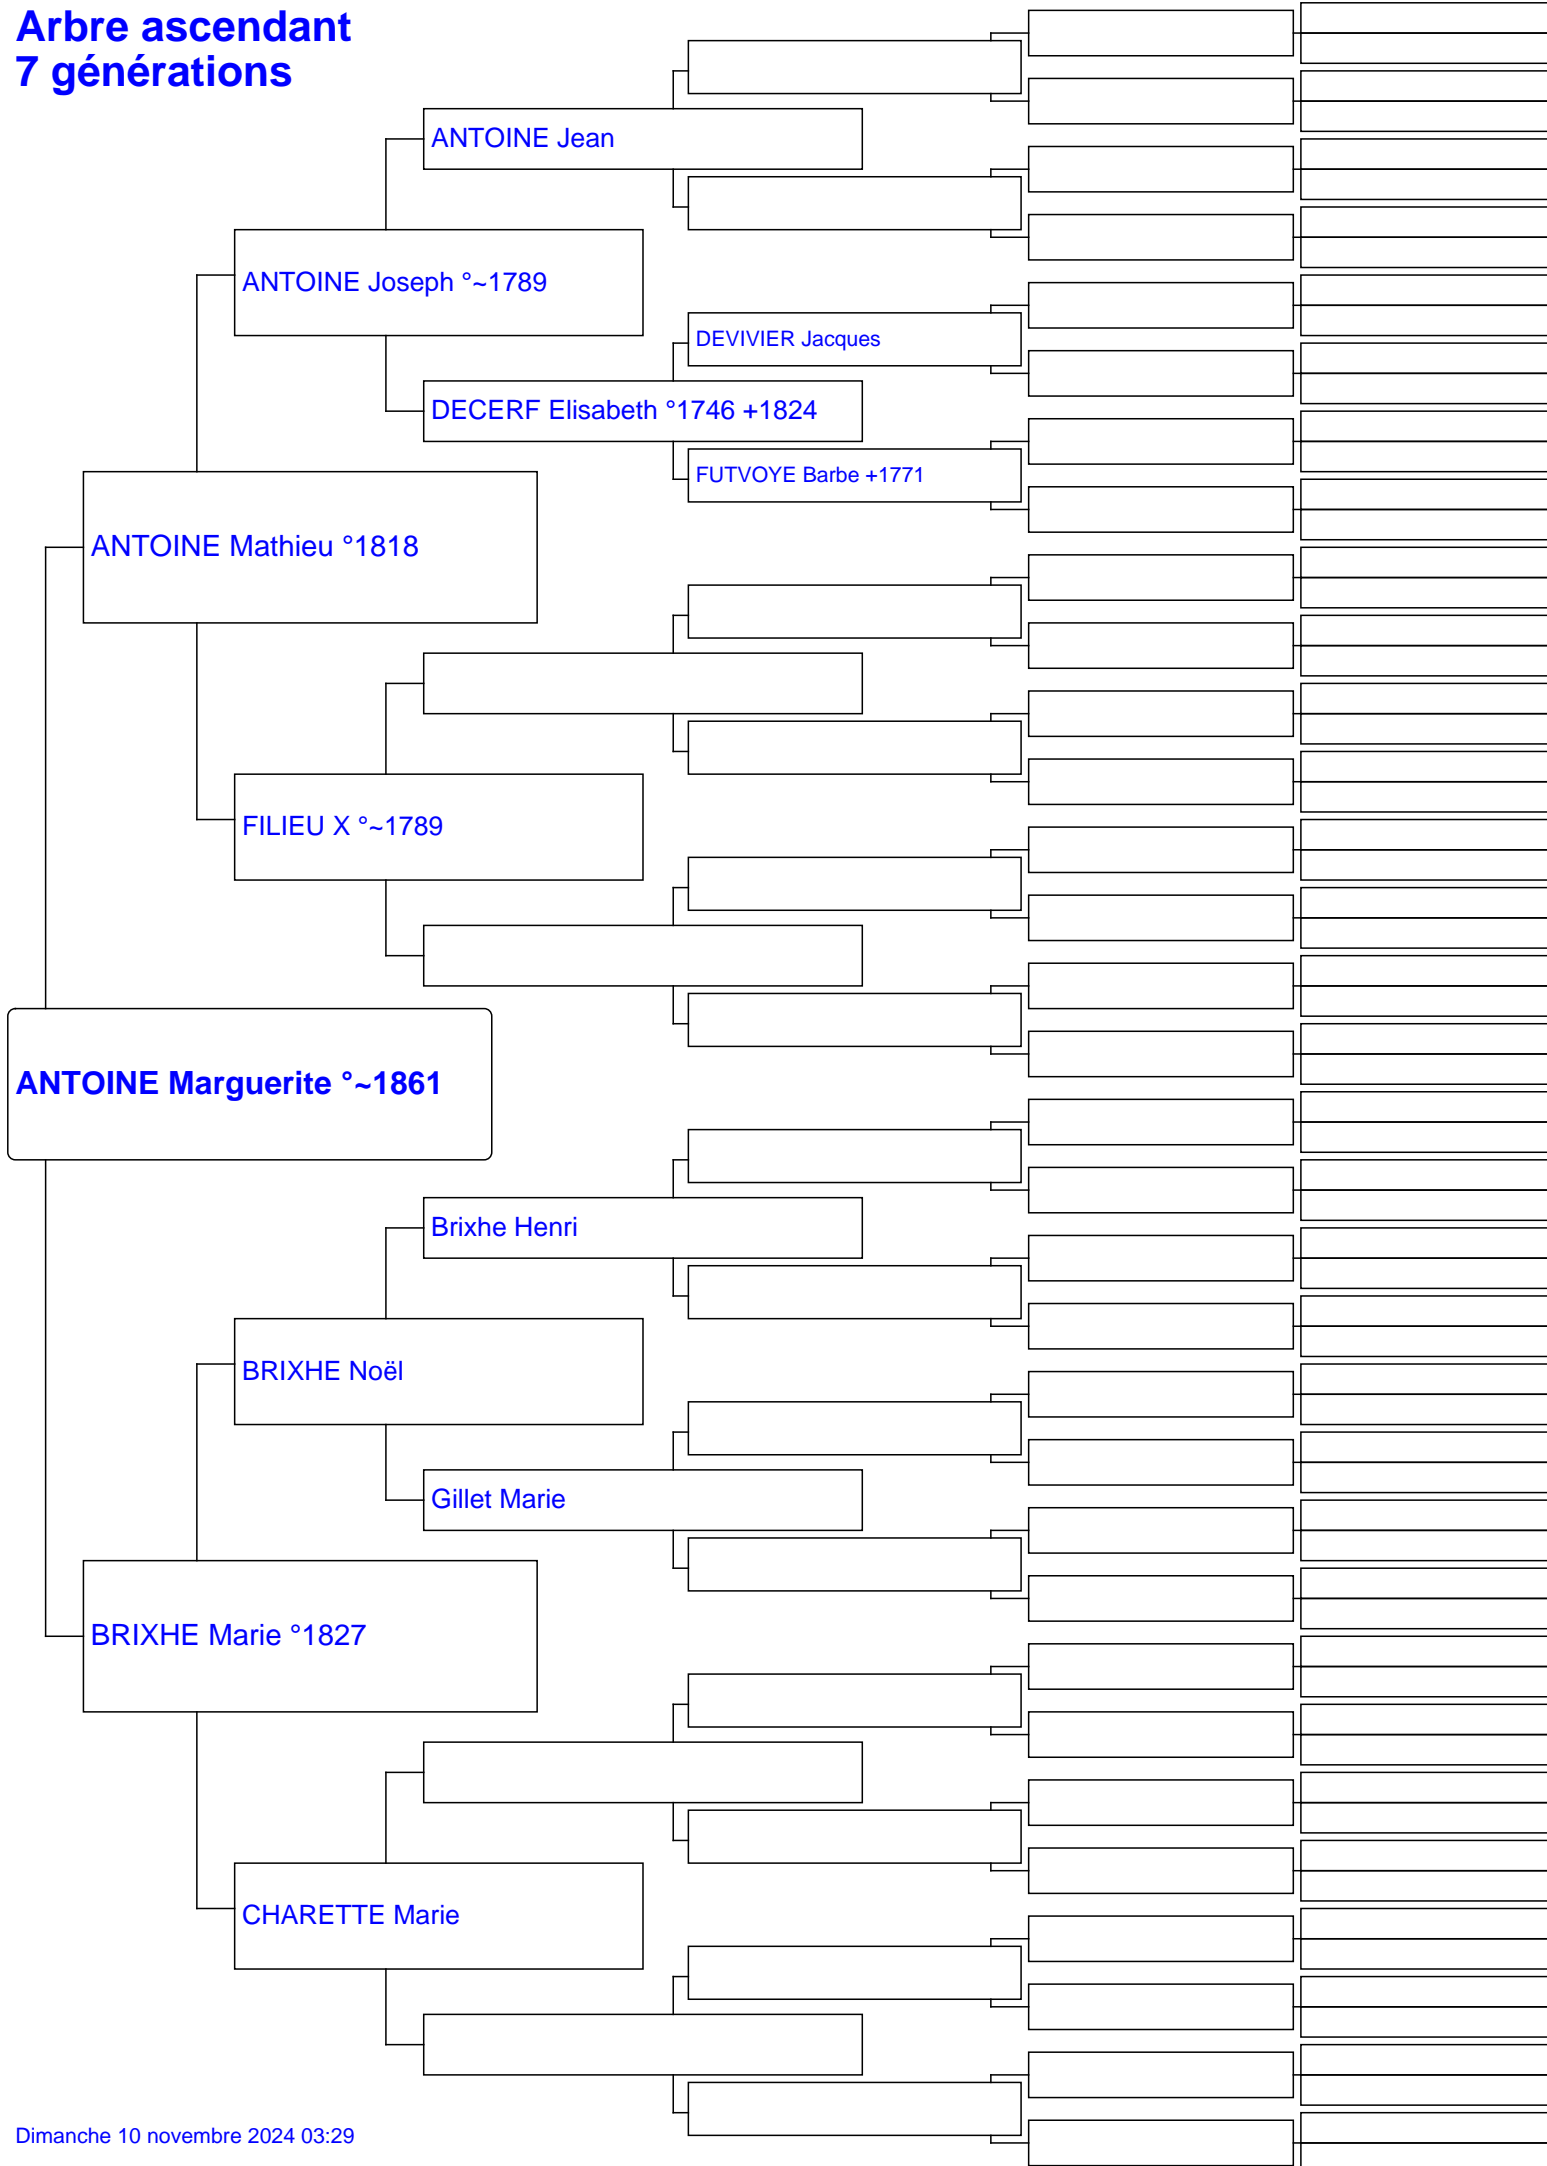 Arbre ascendant
7 générations
ANTOINE Jean
ANTOINE Joseph °~1789
DEVIVIER Jacques
DECERF Elisabeth °1746 +1824
FUTVOYE Barbe +1771
ANTOINE Mathieu °1818
FILIEU X °~1789
ANTOINE Marguerite °~1861
Brixhe Henri
BRIXHE Noël
Gillet Marie
BRIXHE Marie °1827
CHARETTE Marie
Dimanche 10 novembre 2024 03:29